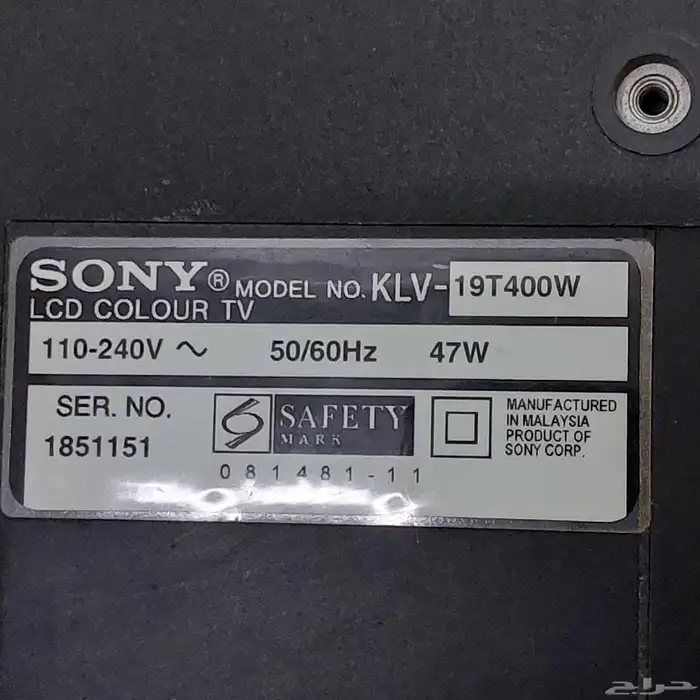 SONY® MODEL NO. KLV-19T400W
LCD COLOUR TV
110-240V ~ 50/60Hz 47W
SER. NO.
1851151
SAFETY
MARK
081481-11
MANUFACTURED
IN MALAYSIA
PRODUCT OF
SONY CORP.
حراج